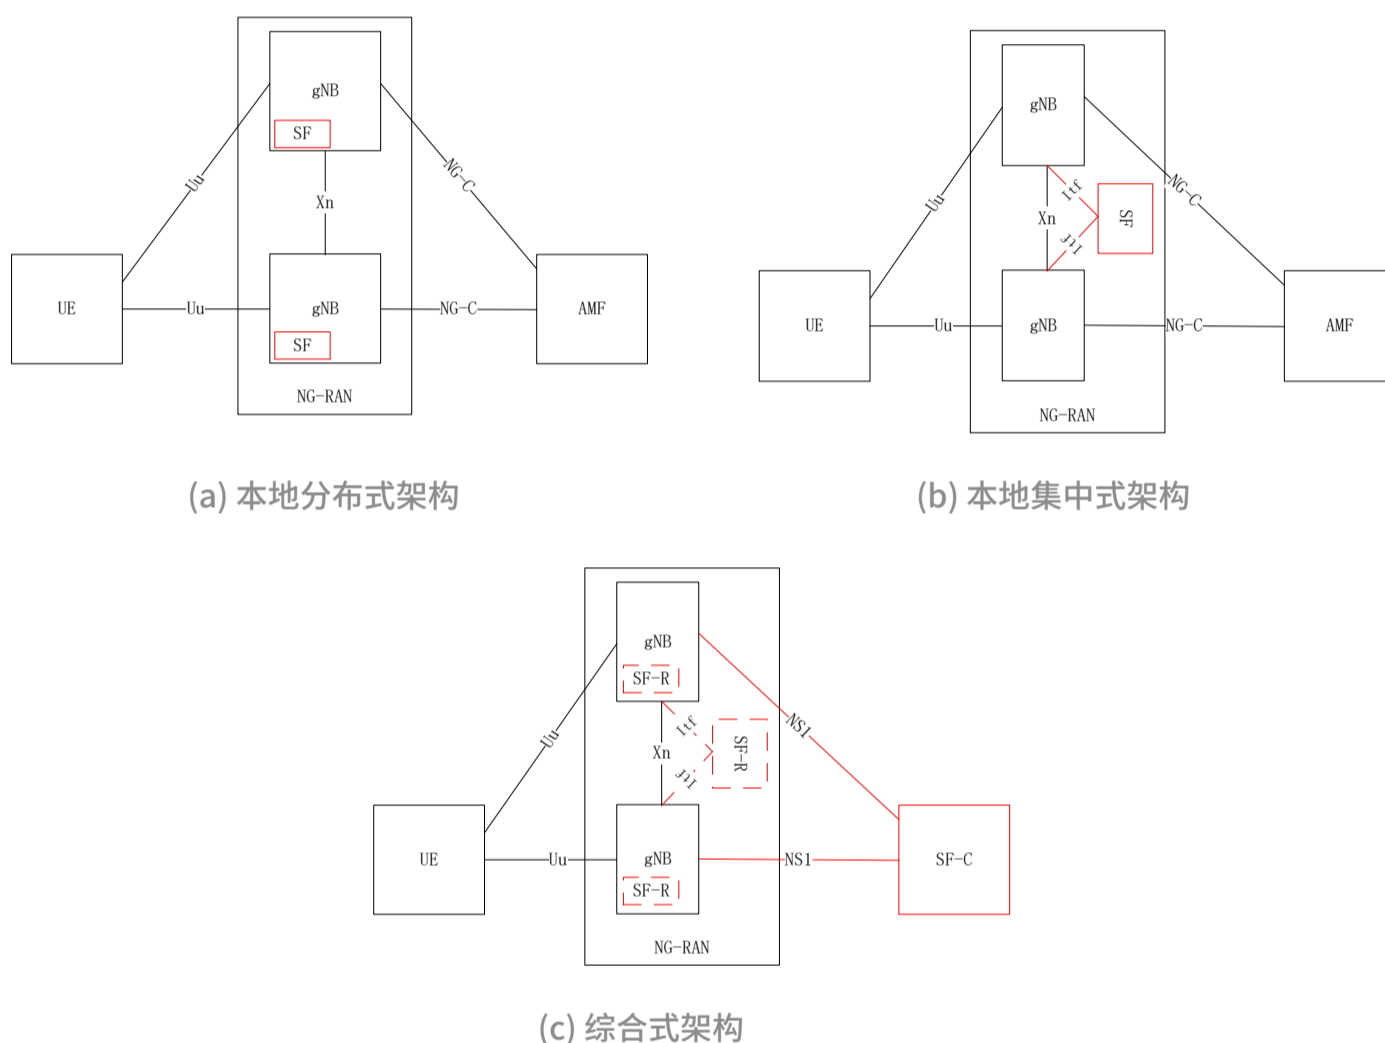 gNB
SF
Uu
NG-C
Xn
UE
Uu
gNB
NG-C
AMF
SF
NG-RAN
(a) 本地分布式架构
gNB
Uu
Itf
NG-C
Xn
SF
Itf
UE
Uu
gNB
NG-C
AMF
NG-RAN
(b) 本地集中式架构
gNB
SF-R
Uu
Itf
NS1
Xn
SF-R
Itf
UE
Uu
gNB
NS1
SF-C
SF-R
NG-RAN
(c) 综合式架构